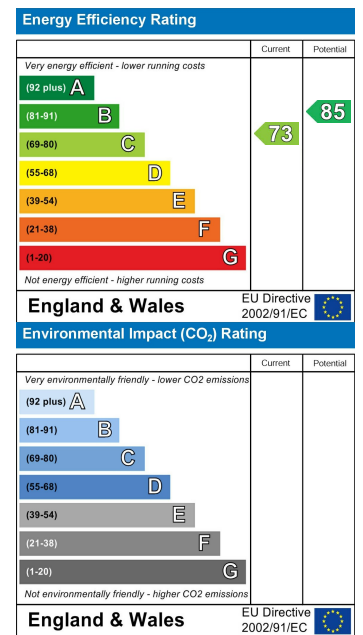 Energy Efficiency Rating
Current Potential
Very energy efficient - lower running costs
(92 plus) A
(81-91) B
(69-80) C
(55-68) D
(39-54) E
(21-38) F
(1-20) G
73
85
Not energy efficient - higher running costs
England & Wales
EU Directive
2002/91/EC
Environmental Impact (CO₂) Rating
Current Potential
Very environmentally friendly - lower CO2 emissions
(92 plus) A
(81-91) B
(69-80) C
(55-68) D
(39-54) E
(21-38) F
(1-20) G
Not environmentally friendly - higher CO2 emissions
England & Wales
EU Directive
2002/91/EC